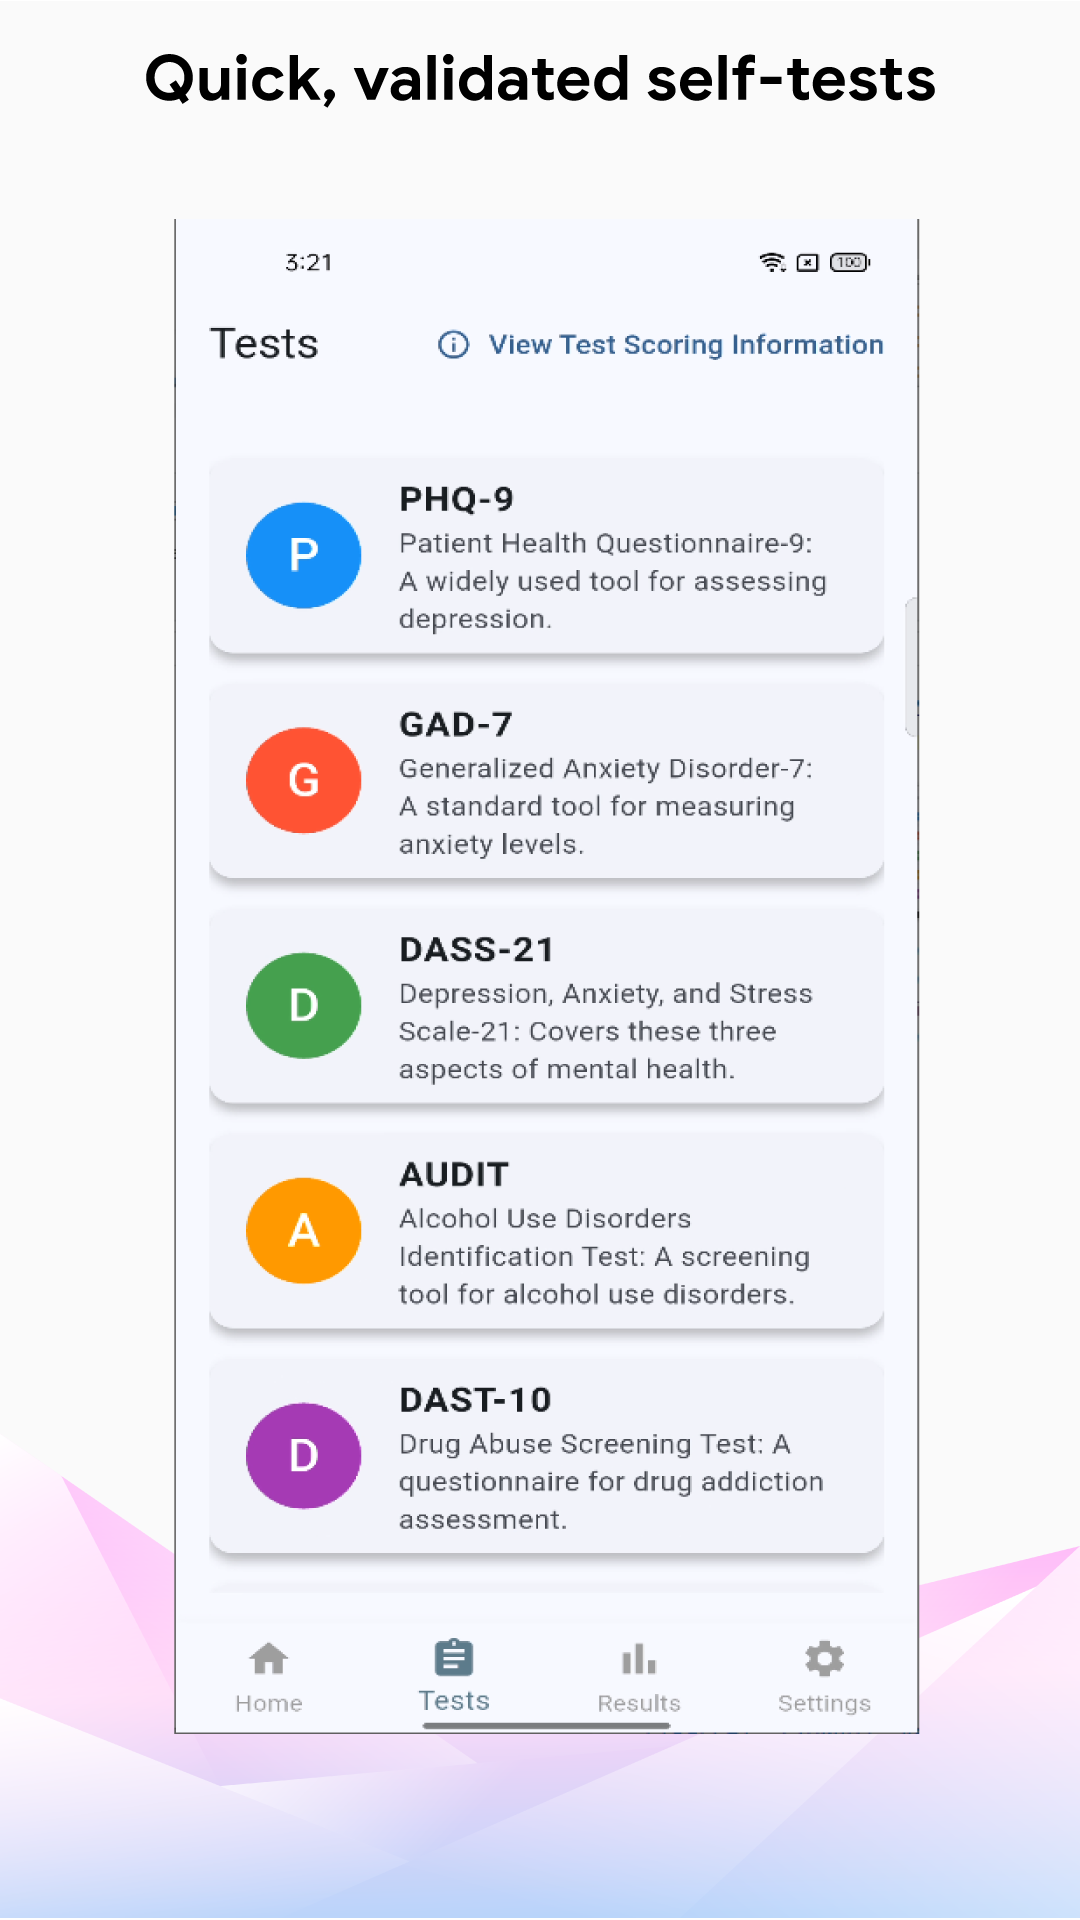 Quick, validated self-tests
3:21
100
Tests
View Test Scoring Information
P
PHQ-9
Patient Health Questionnaire-9:
A widely used tool for assessing
depression.
G
GAD-7
Generalized Anxiety Disorder-7:
A standard tool for measuring
anxiety levels.
D
DASS-21
Depression, Anxiety, and Stress
Scale-21: Covers these three
aspects of mental health.
A
AUDIT
Alcohol Use Disorders
Identification Test: A screening
tool for alcohol use disorders.
D
DAST-10
Drug Abuse Screening Test: A
questionnaire for drug addiction
assessment.
Home
Tests
Results
Settings